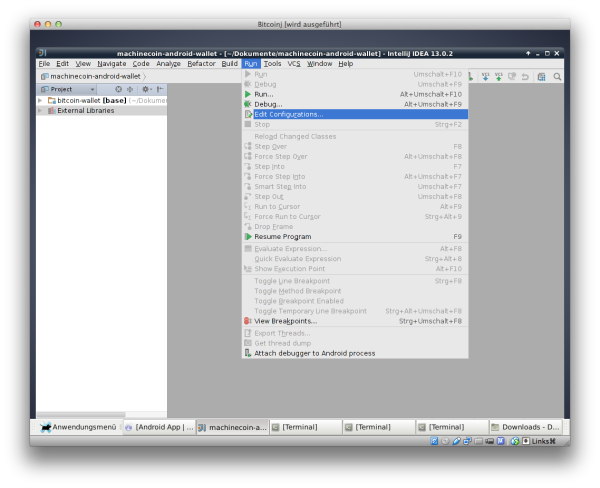 Bitcoinj [wird ausgeführt]
machinecoin-android-wallet - [~/Dokumente/machinecoin-android-wallet] - IntelliJ IDEA 13.0.2
File Edit View Navigate Code Analyze Refactor Build Run Tools VCS Window Help
machinecoin-android-wallet
Run Umschalt+F10
Debug Umschalt+F9
Project
Run... Alt+Umschalt+F10
bitcoin-wallet [base] (~/Dokumen
Debug... Alt+Umschalt+F9
External Libraries
Edit Configurations...
Stop Strg+F2
Reload Changed Classes
Step Over F8
Force Step Over Alt+Umschalt+F8
Step Into F7
Force Step Into Alt+Umschalt+F7
Smart Step Into Umschalt+F7
Step Out Umschalt+F8
Run to Cursor Alt+F9
Force Run to Cursor Strg+Alt+9
Drop Frame
Resume Program F9
Evaluate Expression... Alt+F8
Quick Evaluate Expression Strg+Alt+8
Show Execution Point Alt+F10
Toggle Line Breakpoint Strg+F8
Toggle Method Breakpoint
Toggle Breakpoint Enabled
Toggle Temporary Line Breakpoint Strg+Alt+Umschalt+F8
View Breakpoints... Strg+Umschalt+F8
Export Threads...
Get thread dump
Attach debugger to Android process
Anwendungsmenü [Android App | ... machinecoin-a... [Terminal] [Terminal] [Terminal] Downloads - D...
Links⌘